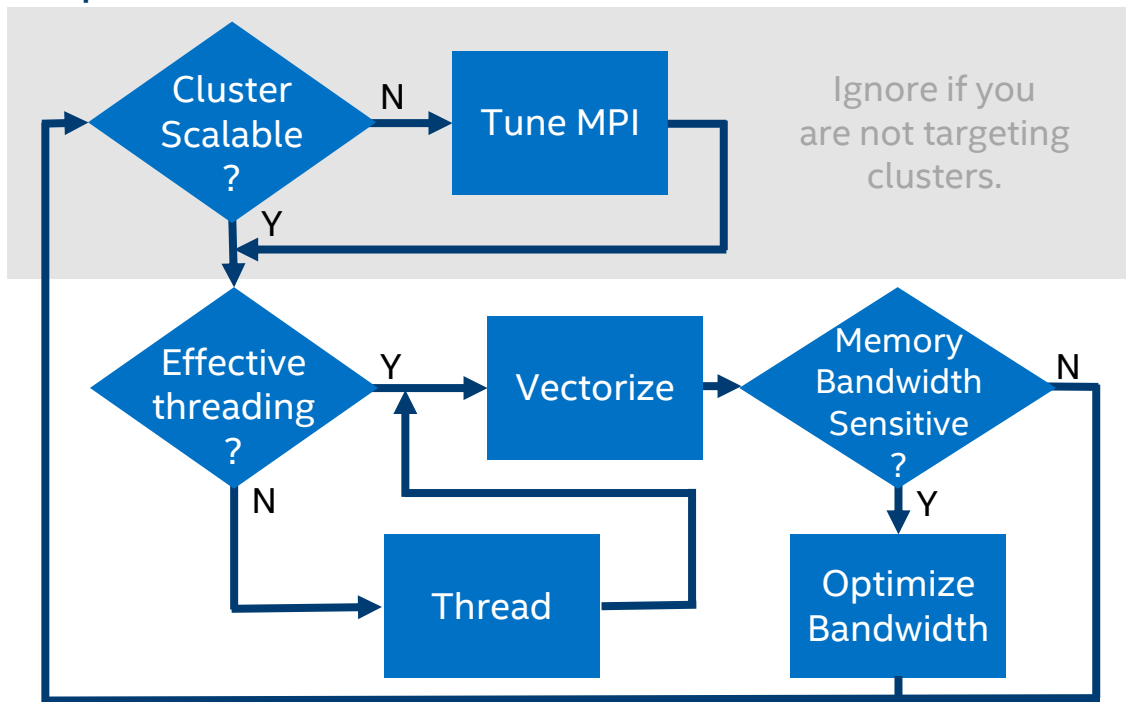 Cluster
Scalable
?
N
Tune MPI
Ignore if you
are not targeting
clusters.
Y
Effective
threading
?
Y
Vectorize
Memory
Bandwidth
Sensitive
?
N
N
Y
Thread
Optimize
Bandwidth